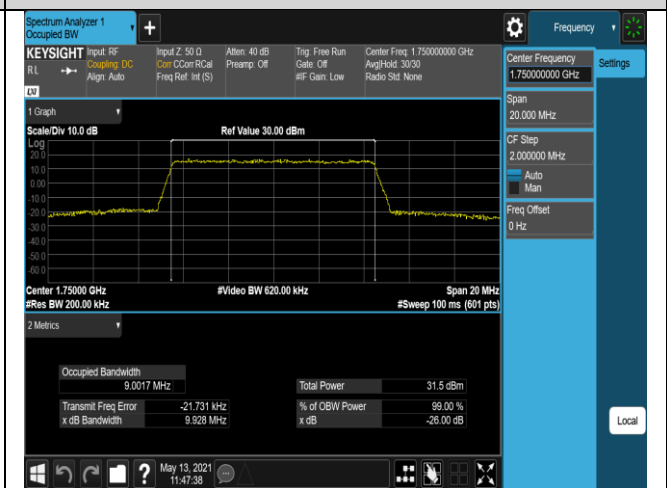 Spectrum Analyzer 1
Occupied BW
+
Frequency
KEYSIGHT
RL
LXI
Input: RF
Coupling: DC
Align: Auto
Input Z: 50 Ω
Corr CCorr RCal
Freq Ref: Int (S)
Atten: 40 dB
Preamp: Off
Trig: Free Run
Gate: Off
#IF Gain: Low
Center Freq: 1.750000000 GHz
Avg|Hold: 30/30
Radio Std: None
Center Frequency
1.750000000 GHz
Settings
Span
20.000 MHz
CF Step
2.000000 MHz
Auto
Man
Freq Offset
0 Hz
1 Graph
Scale/Div 10.0 dB
Ref Value 30.00 dBm
Log
20.0
10.0
0.00
-10.0
-20.0
-30.0
-40.0
-50.0
-60.0
Center 1.75000 GHz
#Video BW 620.00 kHz
Span 20 MHz
#Res BW 200.00 kHz
#Sweep 100 ms (601 pts)
2 Metrics
Occupied Bandwidth
9.0017 MHz
Total Power 31.5 dBm
Transmit Freq Error -21.731 kHz
% of OBW Power 99.00 %
x dB Bandwidth 9.928 MHz
x dB -26.00 dB
Local
?
May 13, 2021
11:47:38